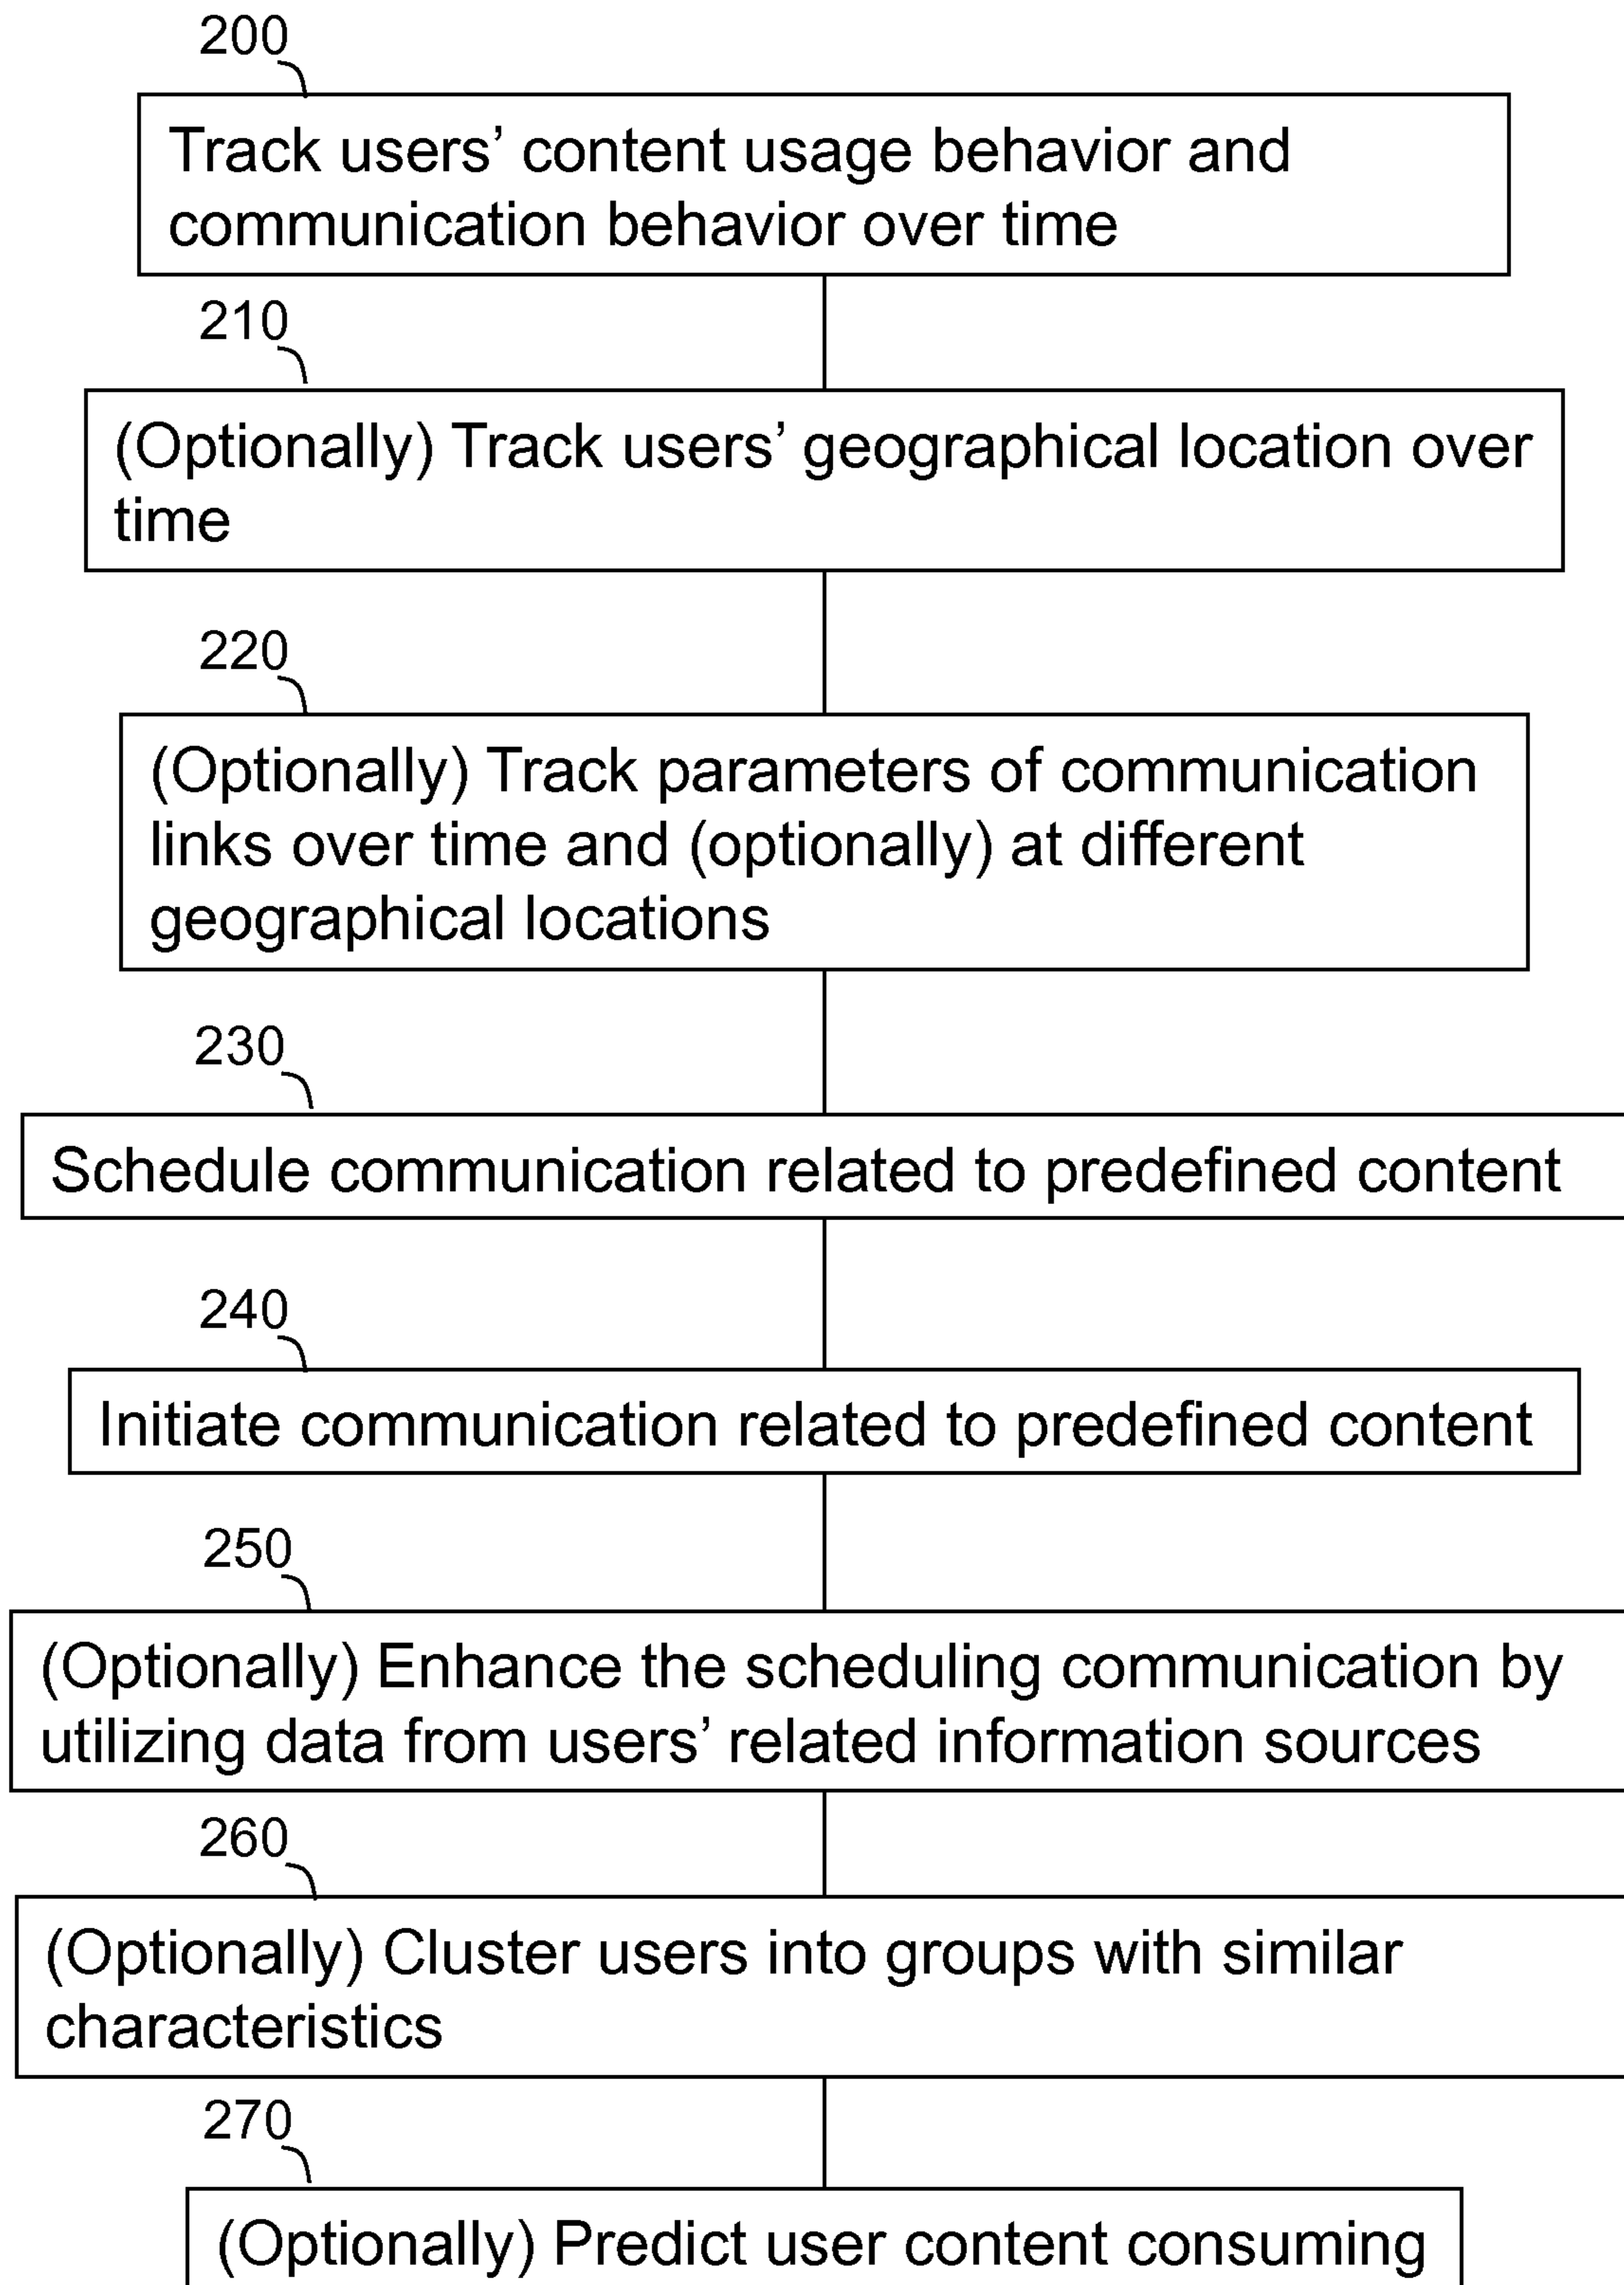 200
Track users’ content usage behavior and
communication behavior over time
210
(Optionally) Track users’ geographical location over
time
220
(Optionally) Track parameters of communication
links over time and (optionally) at different
geographical locations
230
Schedule communication related to predefined content
240
Initiate communication related to predefined content
250
(Optionally) Enhance the scheduling communication by
utilizing data from users’ related information sources
260
(Optionally) Cluster users into groups with similar
characteristics
270
(Optionally) Predict user content consuming